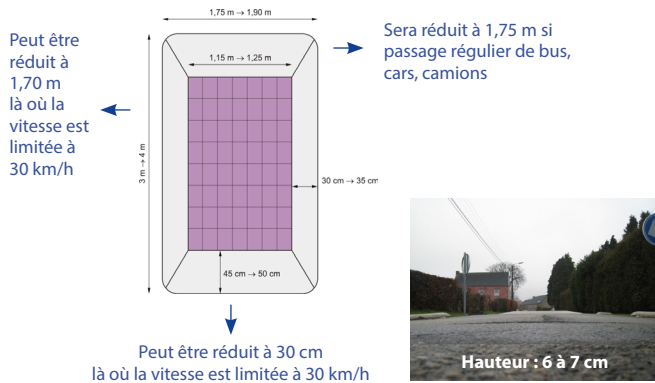 1,75 m → 1,90 m
Peut être
réduit à
1,70 m
là où la
vitesse est
limitée à
30 km/h
Sera réduit à 1,75 m si
passage régulier de bus,
cars, camions
1,15 m → 1,25 m
3 m → 4 m
30 cm → 35 cm
45 cm → 50 cm
Peut être réduit à 30 cm
là où la vitesse est limitée à 30 km/h
Hauteur : 6 à 7 cm